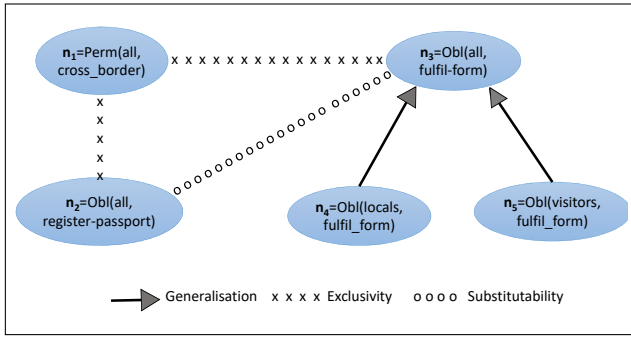 n1=Perm(all,
cross_border)
x x x x x x x x x x x x x x
n3=Obl(all,
fulfil-form)
x
x
x
x
x
o o o o o o o o o o o o o o o o o o o o o o
n2=Obl(all,
register-passport)
n4=Obl(locals,
fulfil_form)
n5=Obl(visitors,
fulfil_form)
Generalisation x x x x Exclusivity o o o o Substitutability